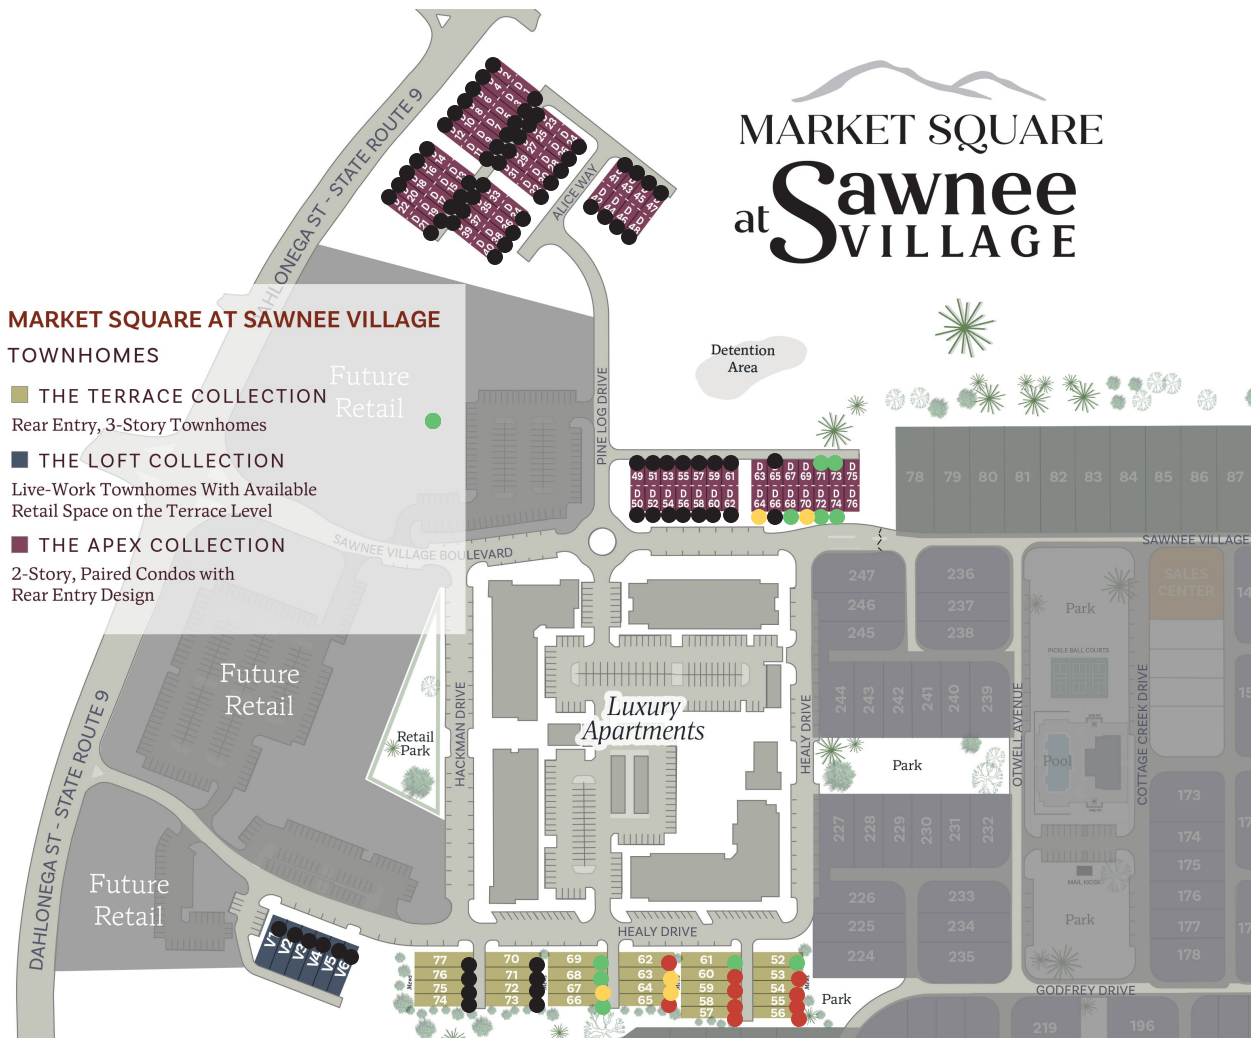 MARKET SQUARE
at Sawnee
VILLAGE
DAHLONEGA ST - STATE ROUTE 9
ALICE WAY
MARKET SQUARE AT SAWNEE VILLAGE
TOWNHOMES
THE TERRACE COLLECTION
Rear Entry, 3-Story Townhomes
THE LOFT COLLECTION
Live-Work Townhomes With Available
Retail Space on the Terrace Level
THE APEX COLLECTION
2-Story, Paired Condos with
Rear Entry Design
Future
Retail
PINE LOG DRIVE
Detention
Area
49 51 53 55 57 59 61
D D D D D D D
50 52 54 56 58 60 62
D D D D D D
63 65 67 69 71 73 75
D D D D D D D
64 66 68 70 72 74 76
78 79 80 81 82 83 84 85 86 87
SAWNEE VILLAGE BOULEVARD
SAWNEE VILLAGE
247
246
245
236
237
238
Park
PICKLE BALL COURTS
SALES
CENTER
244 243 242 241 240 239
Future
Retail
Luxury
Apartments
Retail
Park
HACKMAN DRIVE
HEALY DRIVE
OTWELL AVENUE
COTTAGE CREEK DRIVE
Park
Pool
227 228 229 230 231 232
173
174
175
176
177
178
MAIL KIOSK
Park
226
225
224
233
234
235
DAHLONEGA ST - STATE ROUTE 9
Future
Retail
V1 V2 V3 V4 V5 V6
HEALY DRIVE
77
76
75
74
70
71
72
73
69
68
67
66
62
63
64
65
61
60
59
58
57
52
53
54
55
56
Park
GODFREY DRIVE
219
196